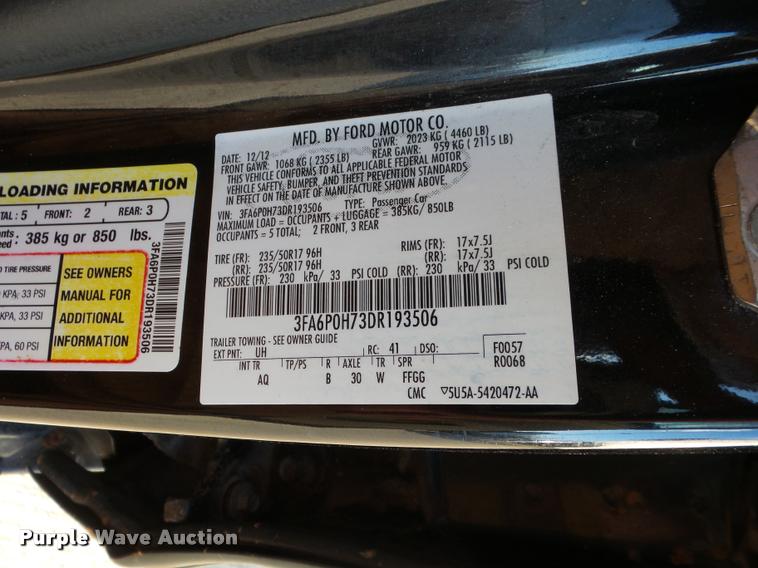 MFD. BY FORD MOTOR CO.
DATE: 12/12 GVWR: 2023 KG ( 4460 LB)
FRONT GAWR: 1068 KG ( 2355 LB) REAR GAWR: 959 KG ( 2115 LB)
THIS VEHICLE CONFORMS TO ALL APPLICABLE FEDERAL MOTOR
VEHICLE SAFETY, BUMPER, AND THEFT PREVENTION STANDARDS
IN EFFECT ON THE DATE OF MANUFACTURE SHOWN ABOVE.
VIN: 3FA6P0H73DR193506 TYPE: Passenger Car
MAXIMUM LOAD = OCCUPANTS + LUGGAGE = 385KG/ 850LB
OCCUPANTS = 5 TOTAL; 2 FRONT, 3 REAR
TIRE (FR): 235/50R17 96H RIMS (FR): 17x7.5J
(RR): 235/50R17 96H (RR): 17x7.5J
PRESSURE (FR): 230 kPa/ 33 PSI COLD (RR): 230 kPa/ 33 PSI COLD
3FA6P0H73DR193506
TRAILER TOWING - SEE OWNER GUIDE
EXT PNT: UH RC: 41 DSO: F0057
INT TR TP/PS R AXLE TR SPR R0068
AQ B 30 W FFGG
CMC ▽5U5A-5420472-AA
LOADING INFORMATION
TAL : 5 FRONT: 2 REAR: 3
ants
eed : 385 kg or 850 lbs.
D TIRE PRESSURE
KPA, 33 PSI
KPA, 33 PSI
KPA, 60 PSI
SEE OWNERS
MANUAL FOR
ADDITIONAL
INFORMATION
3FA6P0H73DR193506
Purple Wave Auction